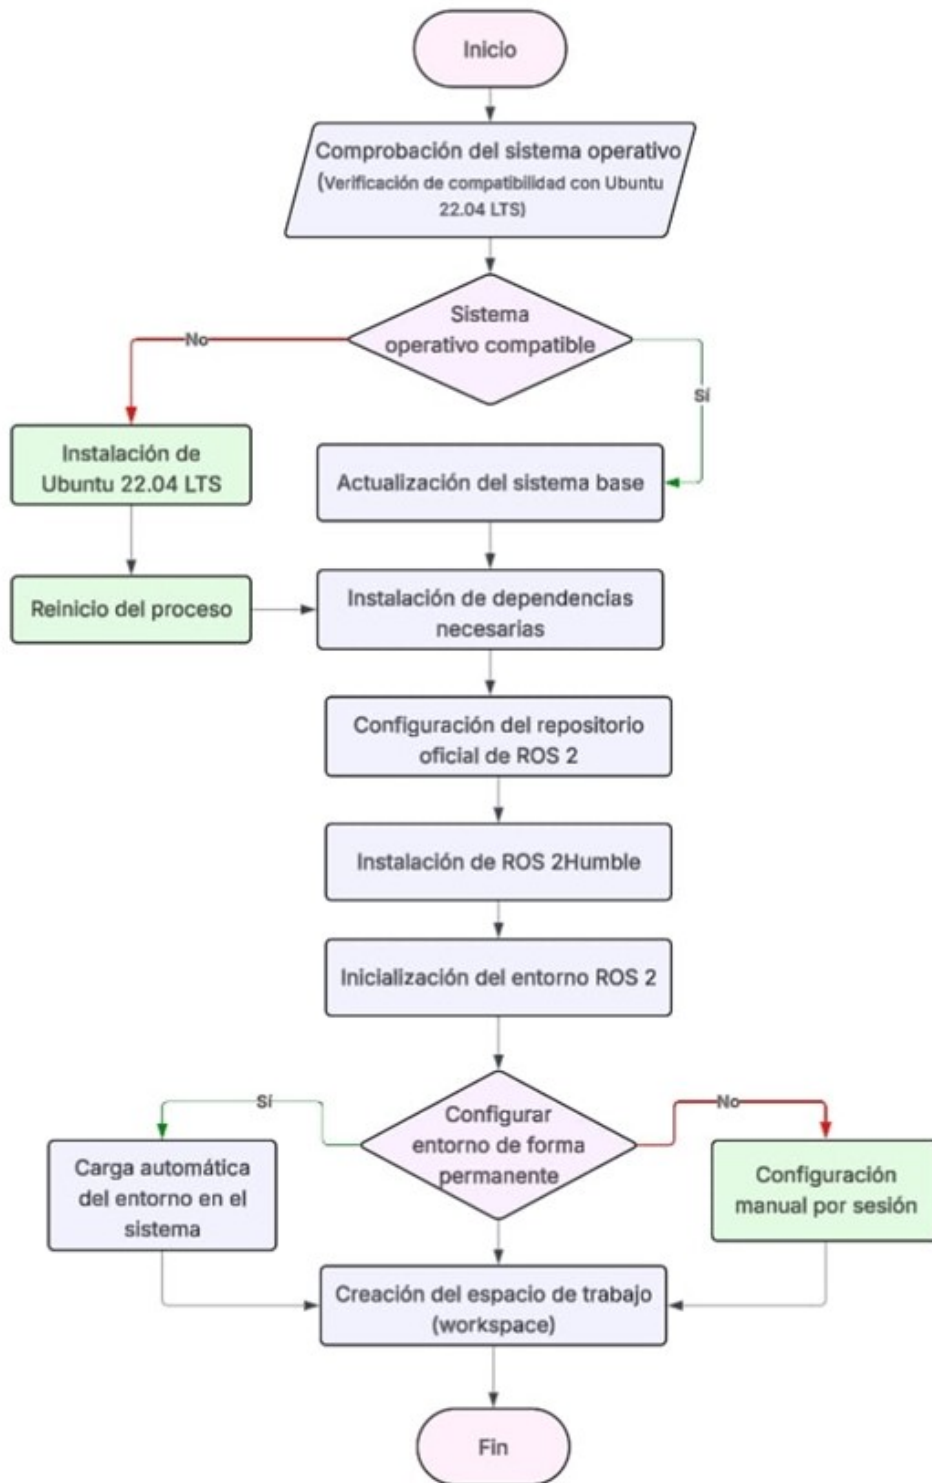 Inicio
Comprobación del sistema operativo
(Verificación de compatibilidad con Ubuntu
22.04 LTS)
Sistema
operativo compatible
No
Sí
Instalación de
Ubuntu 22.04 LTS
Actualización del sistema base
Reinicio del proceso
Instalación de dependencias
necesarias
Configuración del repositorio
oficial de ROS 2
Instalación de ROS 2Humble
Inicialización del entorno ROS 2
Sí
No
Configurar
entorno de forma
permanente
Carga automática
del entorno en el
sistema
Configuración
manual por sesión
Creación del espacio de trabajo
(workspace)
Fin